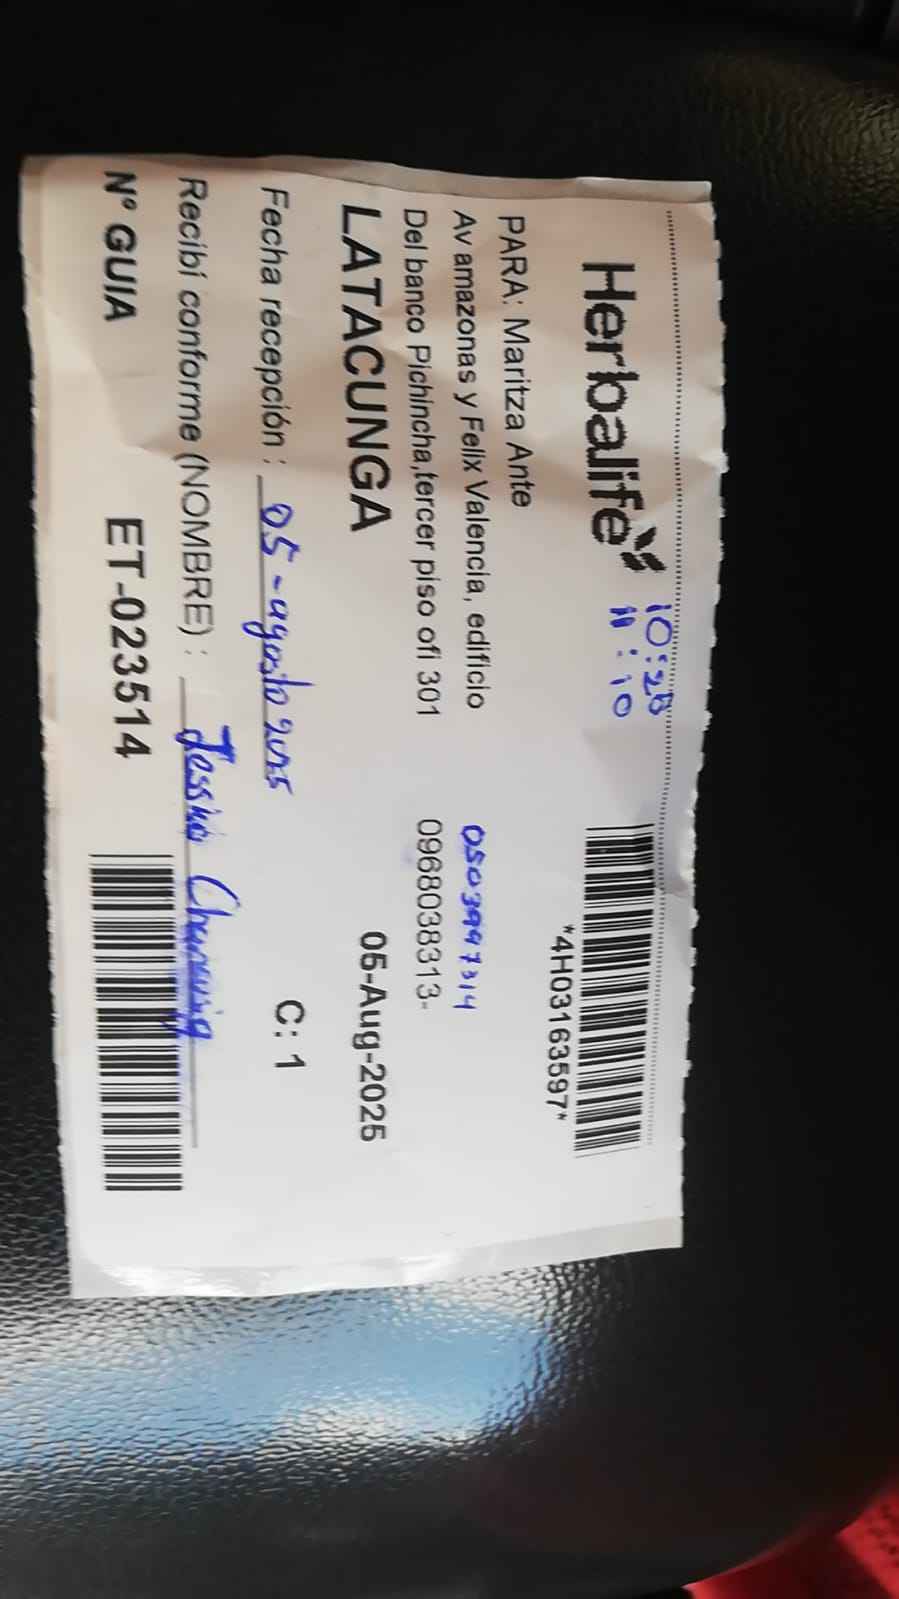 Herbalife
10:28
11:10
*4H03163597*
PARA: Maritza Ante
Av amazonas y Felix Valencia, edificio
0503997314
Del banco Pichincha,tercer piso ofi 301
0968038313-
LATACUNGA
05-Aug-2025
Fecha recepción : 05-agosto 2025
C: 1
Recibí conforme (NOMBRE) :
N° GUIA
ET-023514